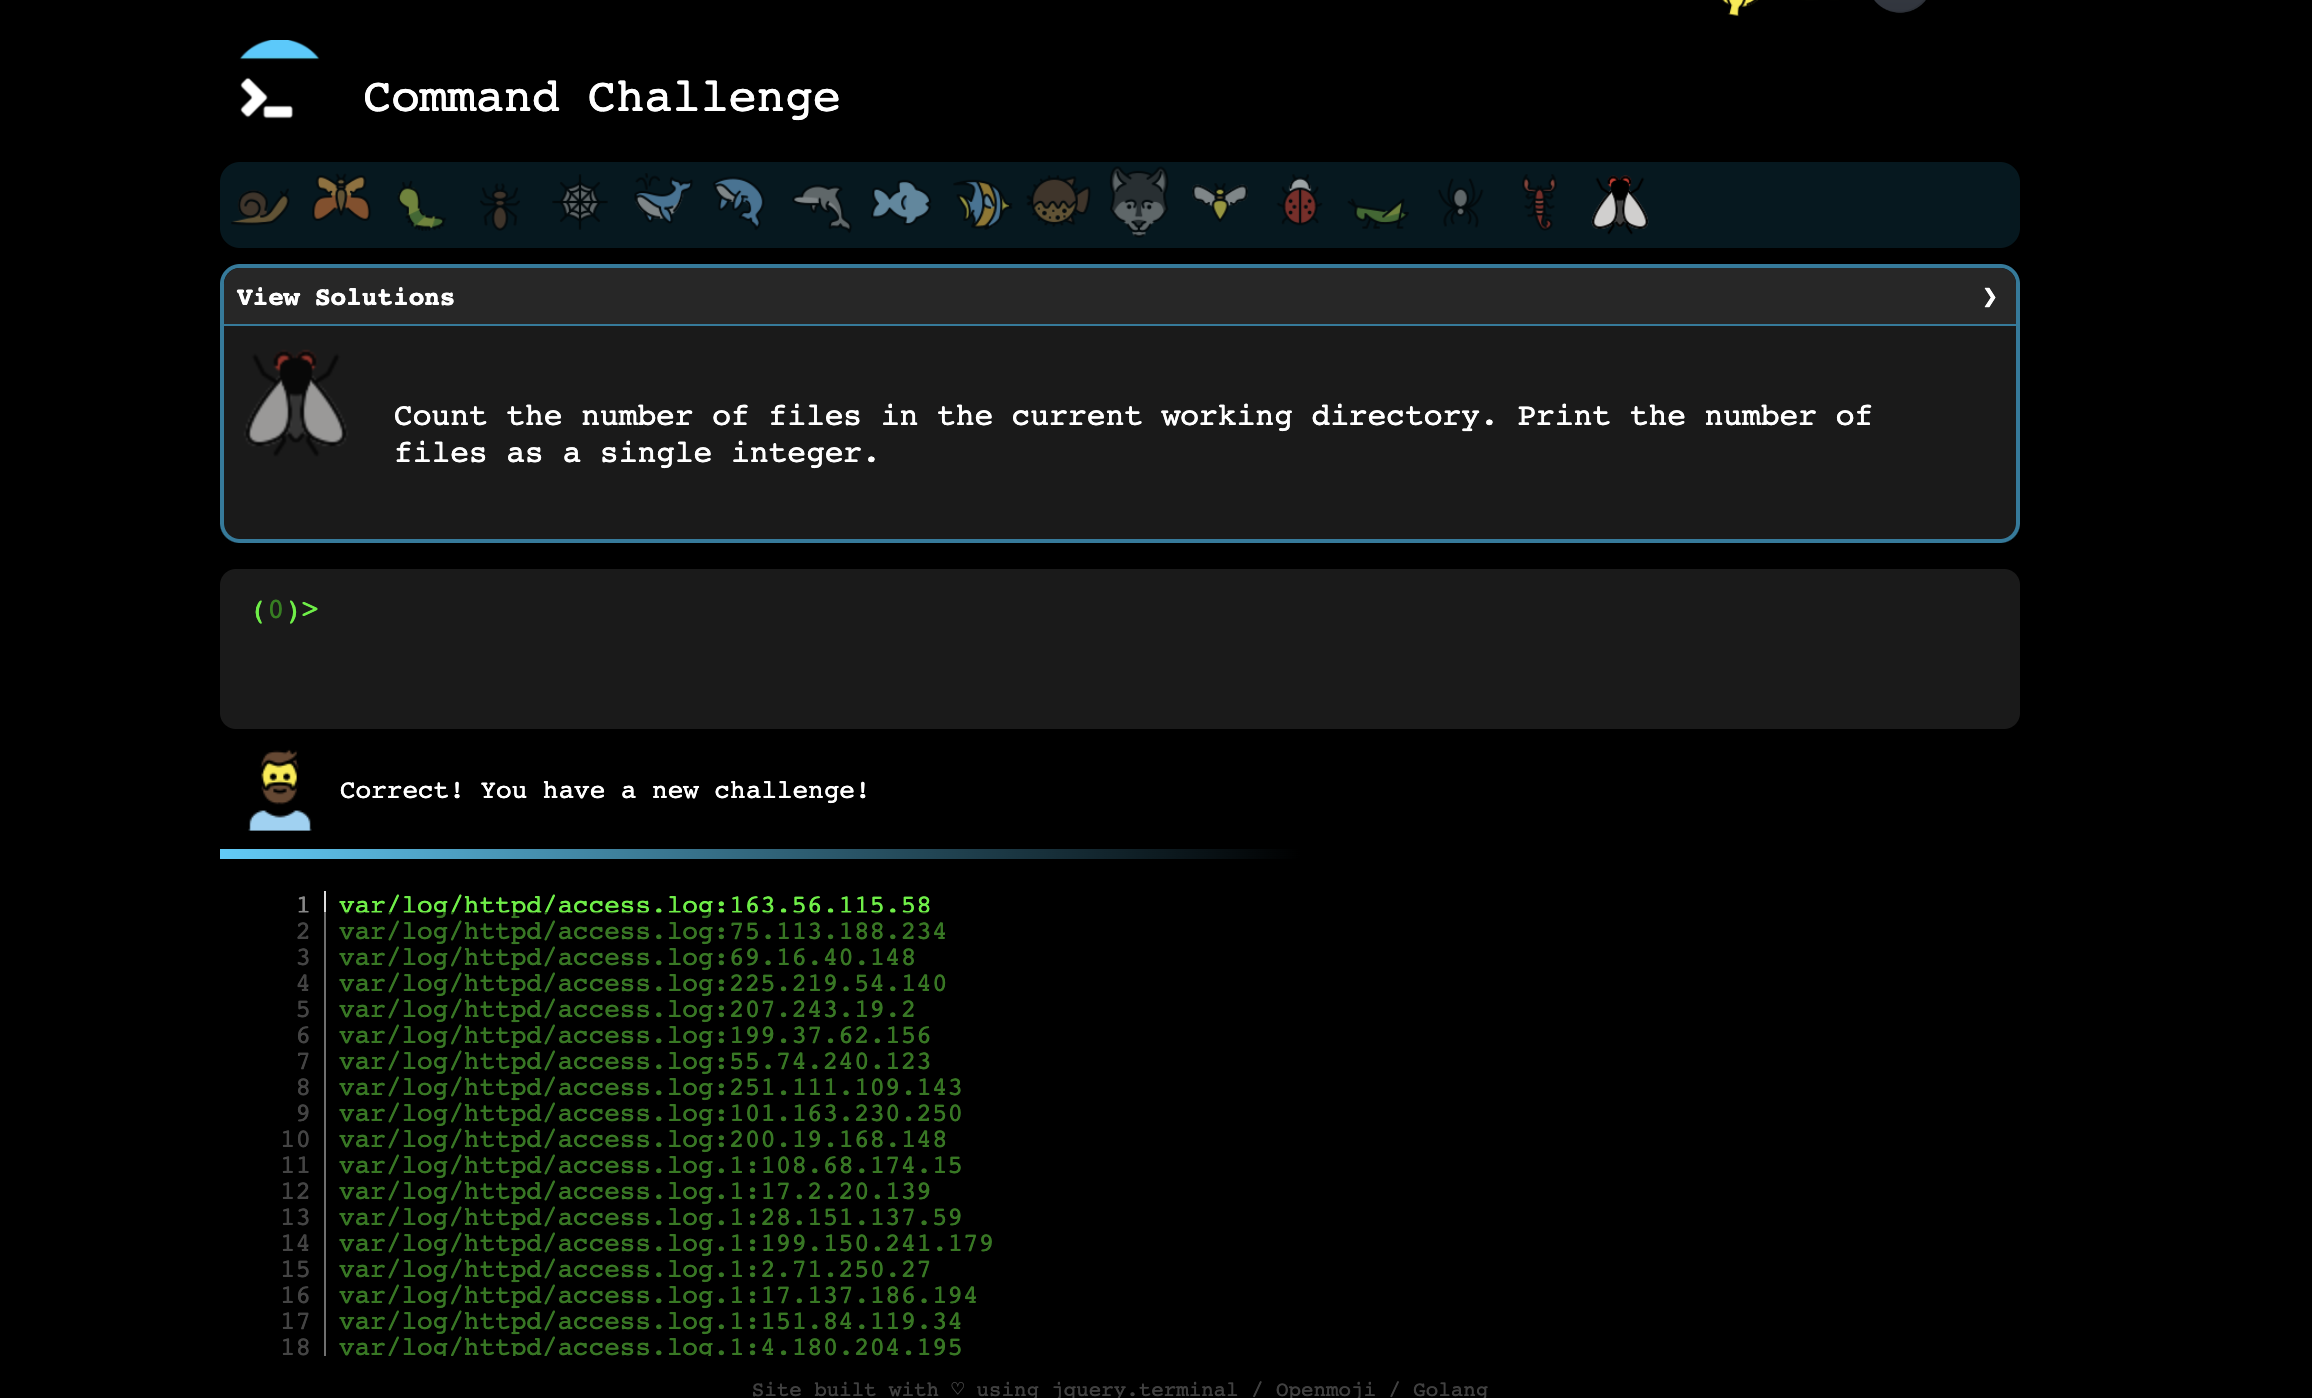 Command Challenge
View Solutions ❯
Count the number of files in the current working directory. Print the number of
files as a single integer.
(0)>
Correct! You have a new challenge!
1 var/log/httpd/access.log:163.56.115.58
2 var/log/httpd/access.log:75.113.188.234
3 var/log/httpd/access.log:69.16.40.148
4 var/log/httpd/access.log:225.219.54.140
5 var/log/httpd/access.log:207.243.19.2
6 var/log/httpd/access.log:199.37.62.156
7 var/log/httpd/access.log:55.74.240.123
8 var/log/httpd/access.log:251.111.109.143
9 var/log/httpd/access.log:101.163.230.250
10 var/log/httpd/access.log:200.19.168.148
11 var/log/httpd/access.log.1:108.68.174.15
12 var/log/httpd/access.log.1:17.2.20.139
13 var/log/httpd/access.log.1:28.151.137.59
14 var/log/httpd/access.log.1:199.150.241.179
15 var/log/httpd/access.log.1:2.71.250.27
16 var/log/httpd/access.log.1:17.137.186.194
17 var/log/httpd/access.log.1:151.84.119.34
18 var/log/httpd/access.log.1:4.180.204.195
Site built with ♡ using jquery.terminal / Openmoji / Golang